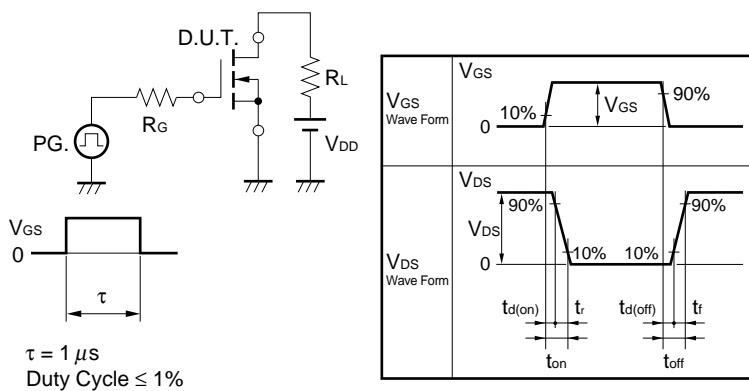 D.U.T.
RL
RG
PG.
VDD
VGS
0
τ
τ = 1 μs
Duty Cycle ≤ 1%
VGS
Wave Form
VGS
10%
0
VGS
90%
VDS
Wave Form
VDS
90%
VDS
0
10%
10%
90%
td(on)
tr
td(off)
tf
ton
toff